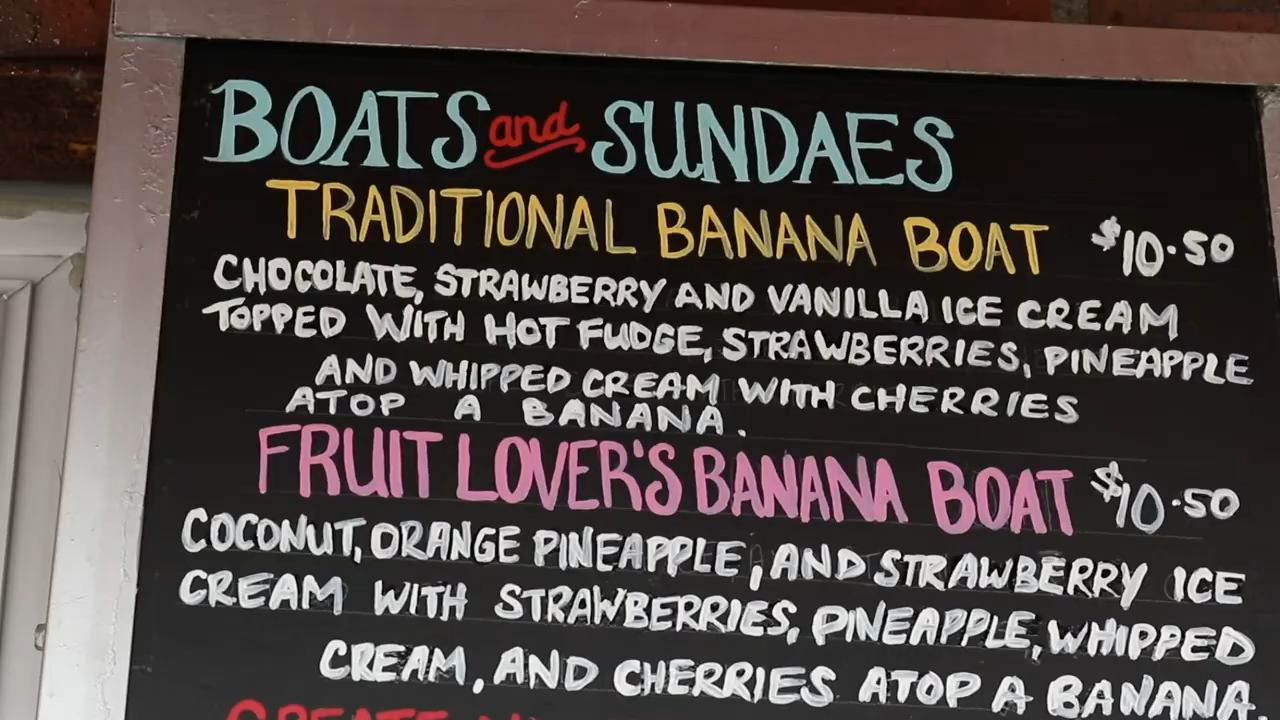 BOATS and SUNDAES
TRADITIONAL BANANA BOAT $10.50
CHOCOLATE, STRAWBERRY AND VANILLA ICE CREAM
TOPPED WITH HOT FUDGE, STRAWBERRIES, PINEAPPLE
AND WHIPPED CREAM WITH CHERRIES
ATOP A BANANA.
FRUIT LOVER'S BANANA BOAT $10.50
COCONUT, ORANGE PINEAPPLE, AND STRAWBERRY ICE
CREAM WITH STRAWBERRIES, PINEAPPLE, WHIPPED
CREAM, AND CHERRIES ATOP A BANANA.